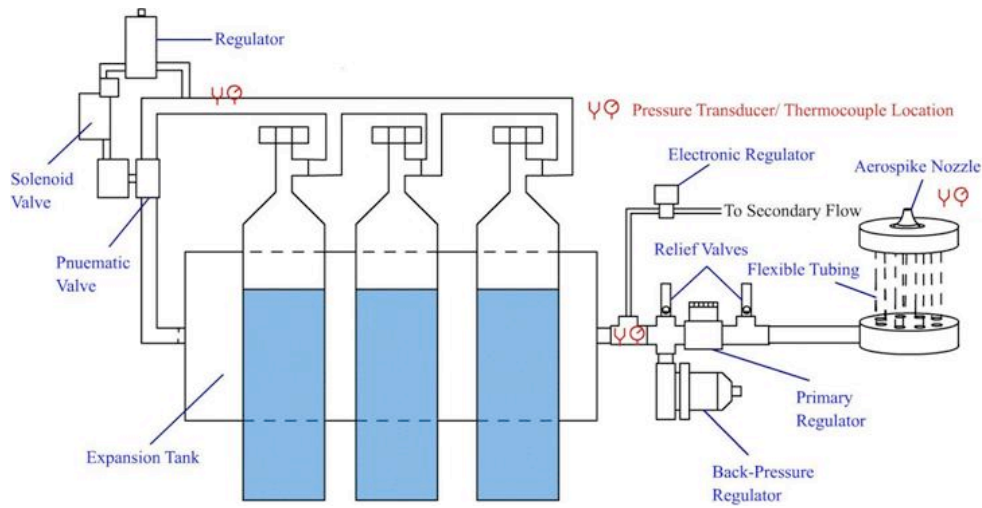 Regulator
Pressure Transducer/ Thermocouple Location
Electronic Regulator
Aerospike Nozzle
Solenoid
Valve
To Secondary Flow
Relief Valves
Flexible Tubing
Pnuematic
Valve
Primary
Regulator
Expansion Tank
Back-Pressure
Regulator